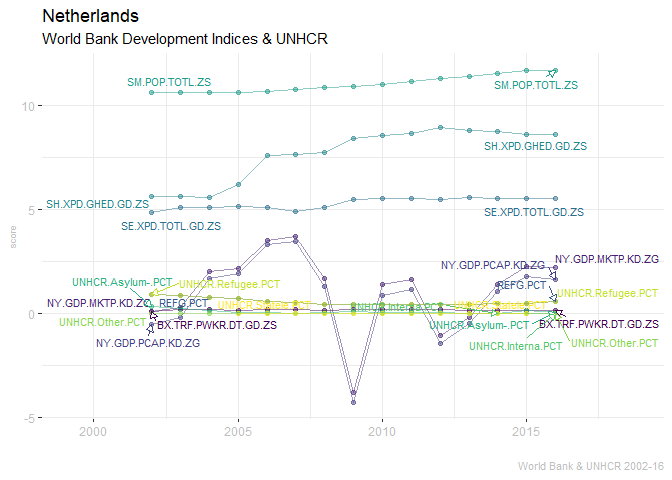 Netherlands
World Bank Development Indices & UNHCR
SM.POP.TOTL.ZS
SM.POP.TOTL.ZS
10
SH.XPD.GHED.GD.ZS
SH.XPD.GHED.GD.ZS
5
SE.XPD.TOTL.GD.ZS
SE.XPD.TOTL.GD.ZS
score
NY.GDP.MKTP.KD.ZG
NY.GDP.PCAP.KD.ZG
UNHCR.Asylum-.PCT
UNHCR.Refugee.PCT
REFG.PCT
UNHCR.Refugee.PCT
NY.GDP.MKTP.KD.ZG
REFG.PCT
0
UNHCR.Other.PCT
BX.TRF.PWKR.DT.GD.ZS
UNHCR.Asylum-.PCT
BX.TRF.PWKR.DT.GD.ZS
NY.GDP.PCAP.KD.ZG
UNHCR.Interna.PCT
UNHCR.Other.PCT
-5
2000
2005
2010
2015
World Bank & UNHCR 2002-16